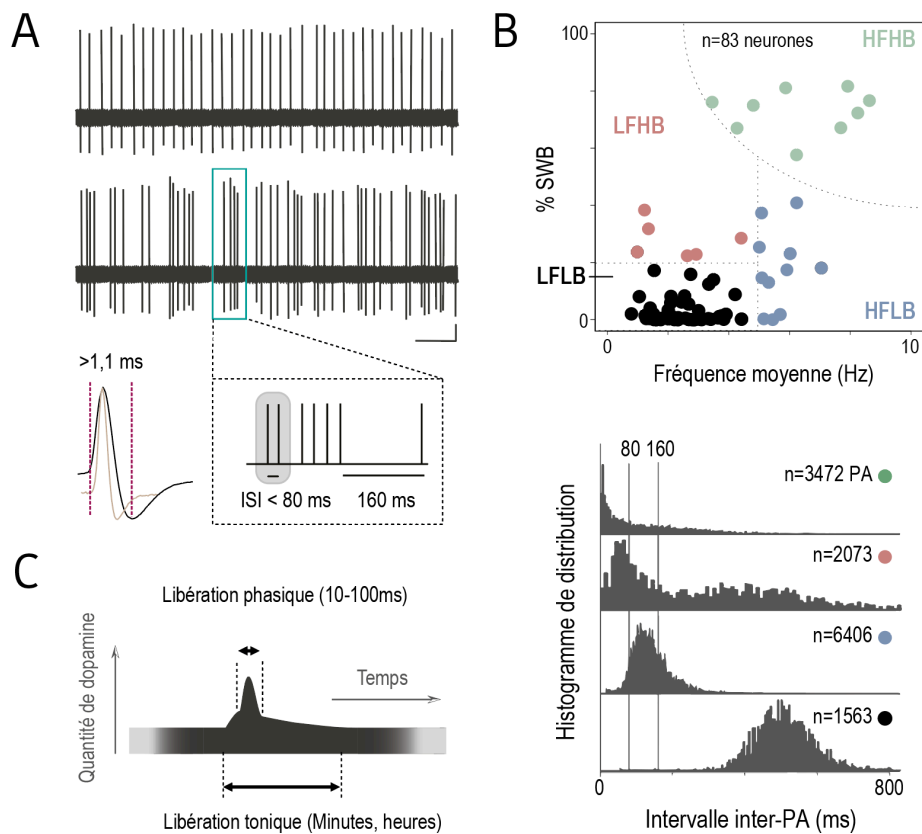 A
>1,1 ms
ISI < 80 ms
160 ms
B
100
n=83 neurones
HFHB
LFHB
% SWB
LFLB
HFLB
0
0
10
Fréquence moyenne (Hz)
80 160
n=3472 PA
n=2073
n=6406
n=1563
Histogramme de distribution
0
800
Intervalle inter-PA (ms)
C
Libération phasique (10-100ms)
Quantité de dopamine
Temps
Libération tonique (Minutes, heures)